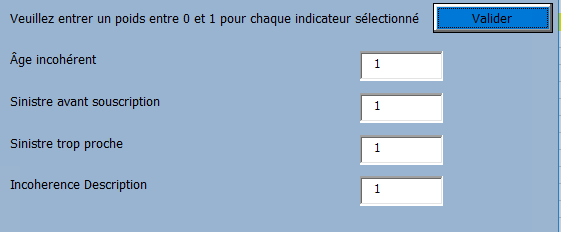 Veuillez entrer un poids entre 0 et 1 pour chaque indicateur sélectionné Valider
Âge incohérent 1
Sinistre avant souscription 1
Sinistre trop proche 1
Incoherence Description 1